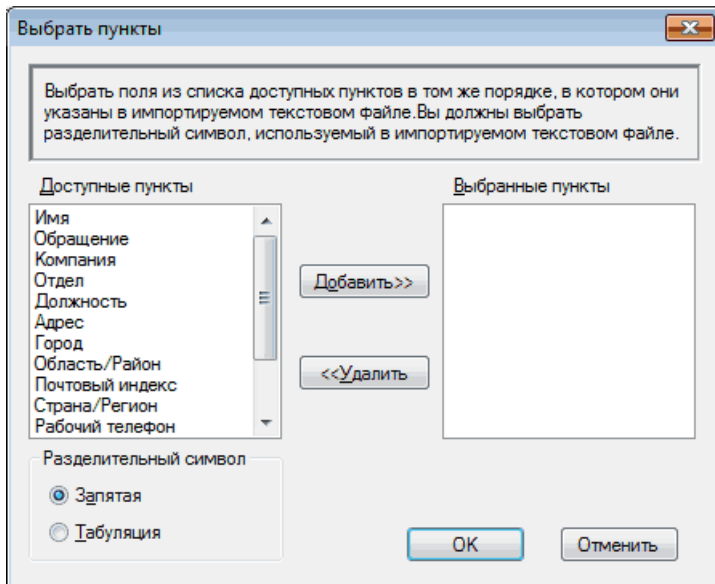 Выбрать пункты
Выбрать поля из списка доступных пунктов в том же порядке, в котором они
указаны в импортируемом текстовом файле.Вы должны выбрать
разделительный символ, используемый в импортируемом текстовом файле.
Доступные пункты
Выбранные пункты
Имя
Обращение
Компания
Отдел
Должность
Адрес
Город
Область/Район
Почтовый индекс
Страна/Регион
Рабочий телефон
Добавить>>
<<Удалить
Разделительный символ
Запятая
Табуляция
OK
Отменить